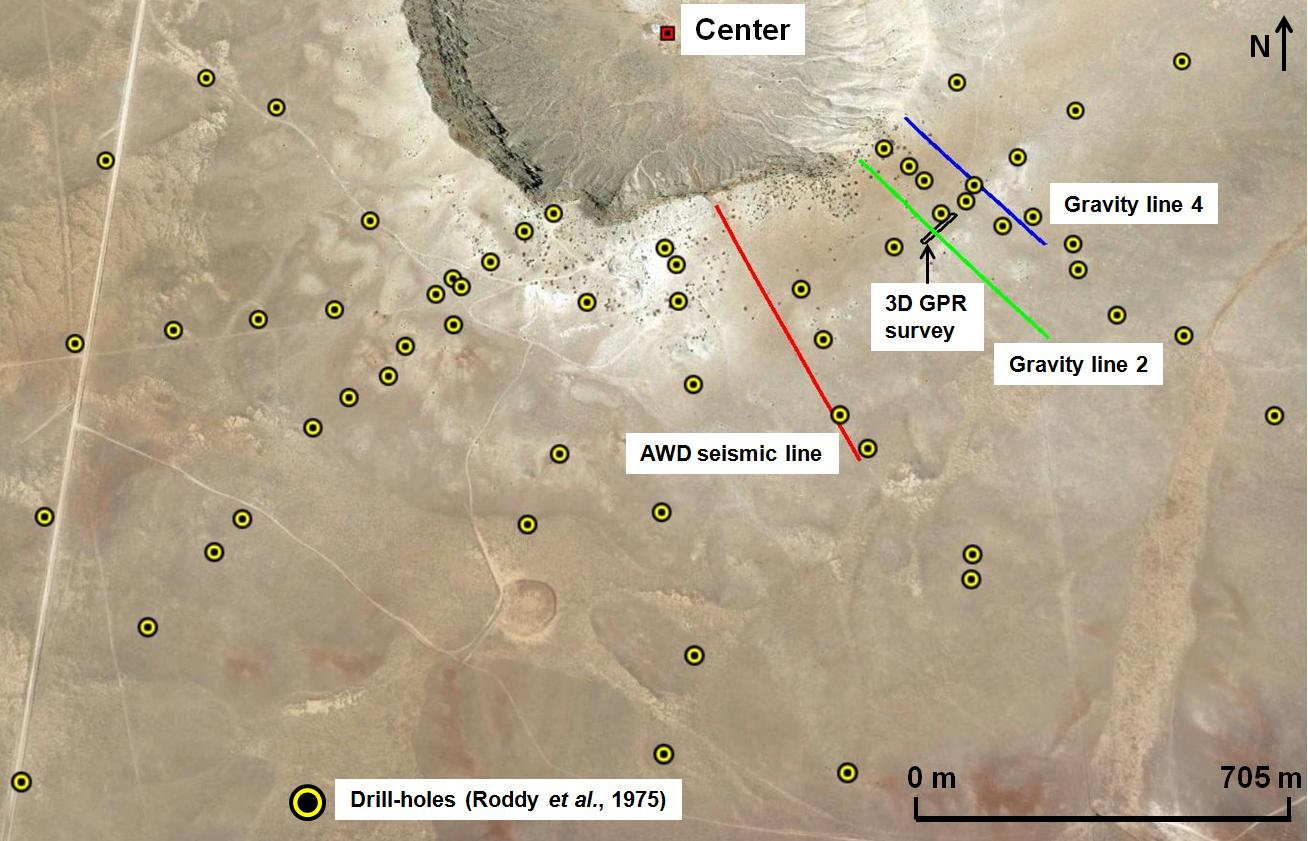 Center
N
Gravity line 4
3D GPR
survey
Gravity line 2
AWD seismic line
0 m 705 m
Drill-holes (Roddy et al., 1975)